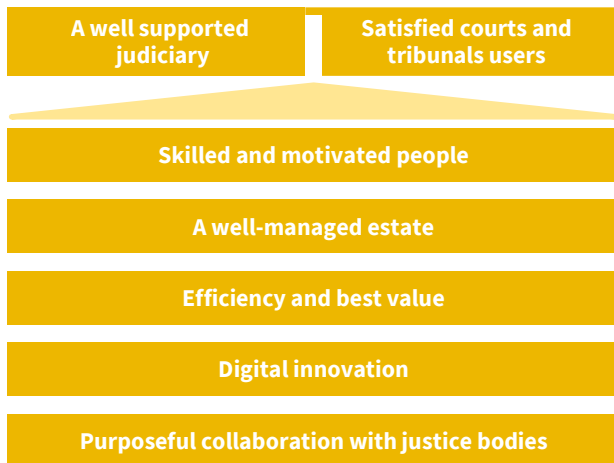 A well supported
judiciary
Satisfied courts and
tribunals users
Skilled and motivated people
A well-managed estate
Efficiency and best value
Digital innovation
Purposeful collaboration with justice bodies